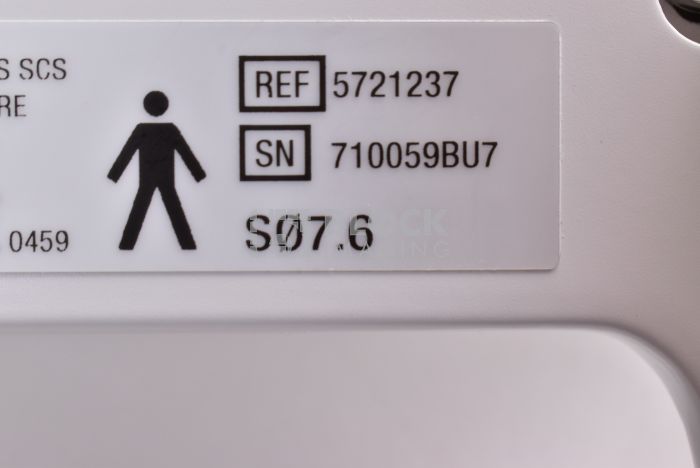 S SCS
RE
0459
REF 5721237
SN 710059BU7
SØ7.6